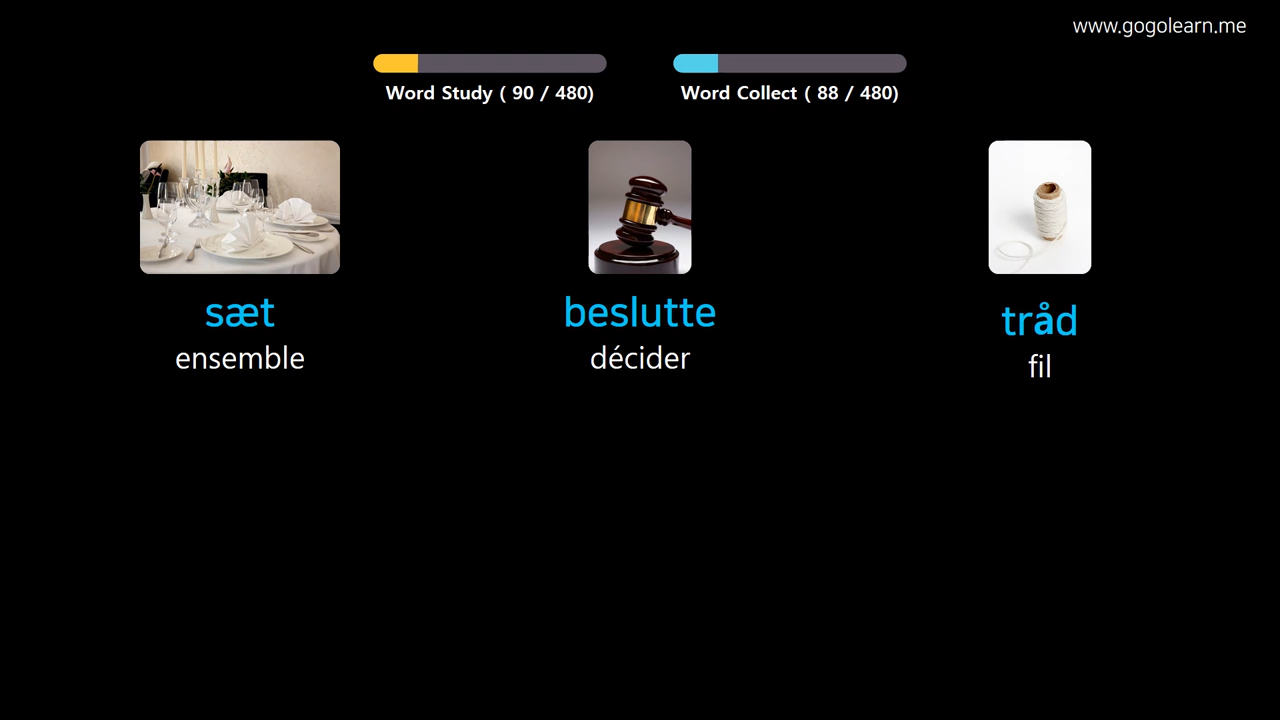 www.gogolearn.me
Word Study ( 90 / 480)
Word Collect ( 88 / 480)
sæt
ensemble
beslutte
décider
tråd
fil